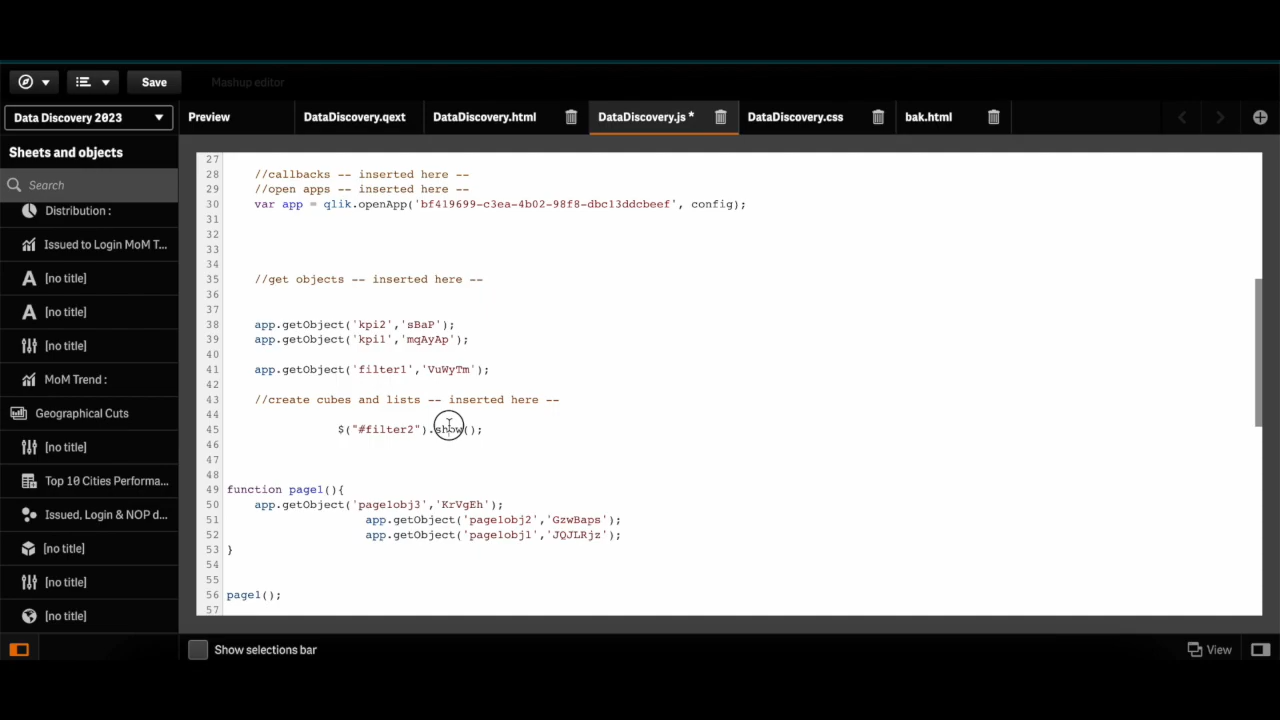 Save
Mashup editor
Data Discovery 2023
Preview
DataDiscovery.qext
DataDiscovery.html
DataDiscovery.js *
DataDiscovery.css
bak.html
Sheets and objects
Search
Distribution :
Issued to Login MoM T...
[no title]
[no title]
[no title]
MoM Trend :
Geographical Cuts
[no title]
Top 10 Cities Performa...
Issued, Login & NOP d...
[no title]
[no title]
[no title]
27
28 //callbacks -- inserted here --
29 //open apps -- inserted here --
30 var app = qlik.openApp('bf419699-c3ea-4b02-98f8-dbc13ddcbeef', config);
31
32
33
34
35 //get objects -- inserted here --
36
37
38 app.getObject('kpi2','sBaP');
39 app.getObject('kpi1','mqAyAp');
40
41 app.getObject('filter1','VuWyTm');
42
43 //create cubes and lists -- inserted here --
44
45 $("#filter2").show();
46
47
48
49 function page1(){
50 app.getObject('page1obj3','KrVgEh');
51 app.getObject('page1obj2','GzwBaps');
52 app.getObject('page1obj1','JQJLRjz');
53 }
54
55
56 page1();
57
Show selections bar
View